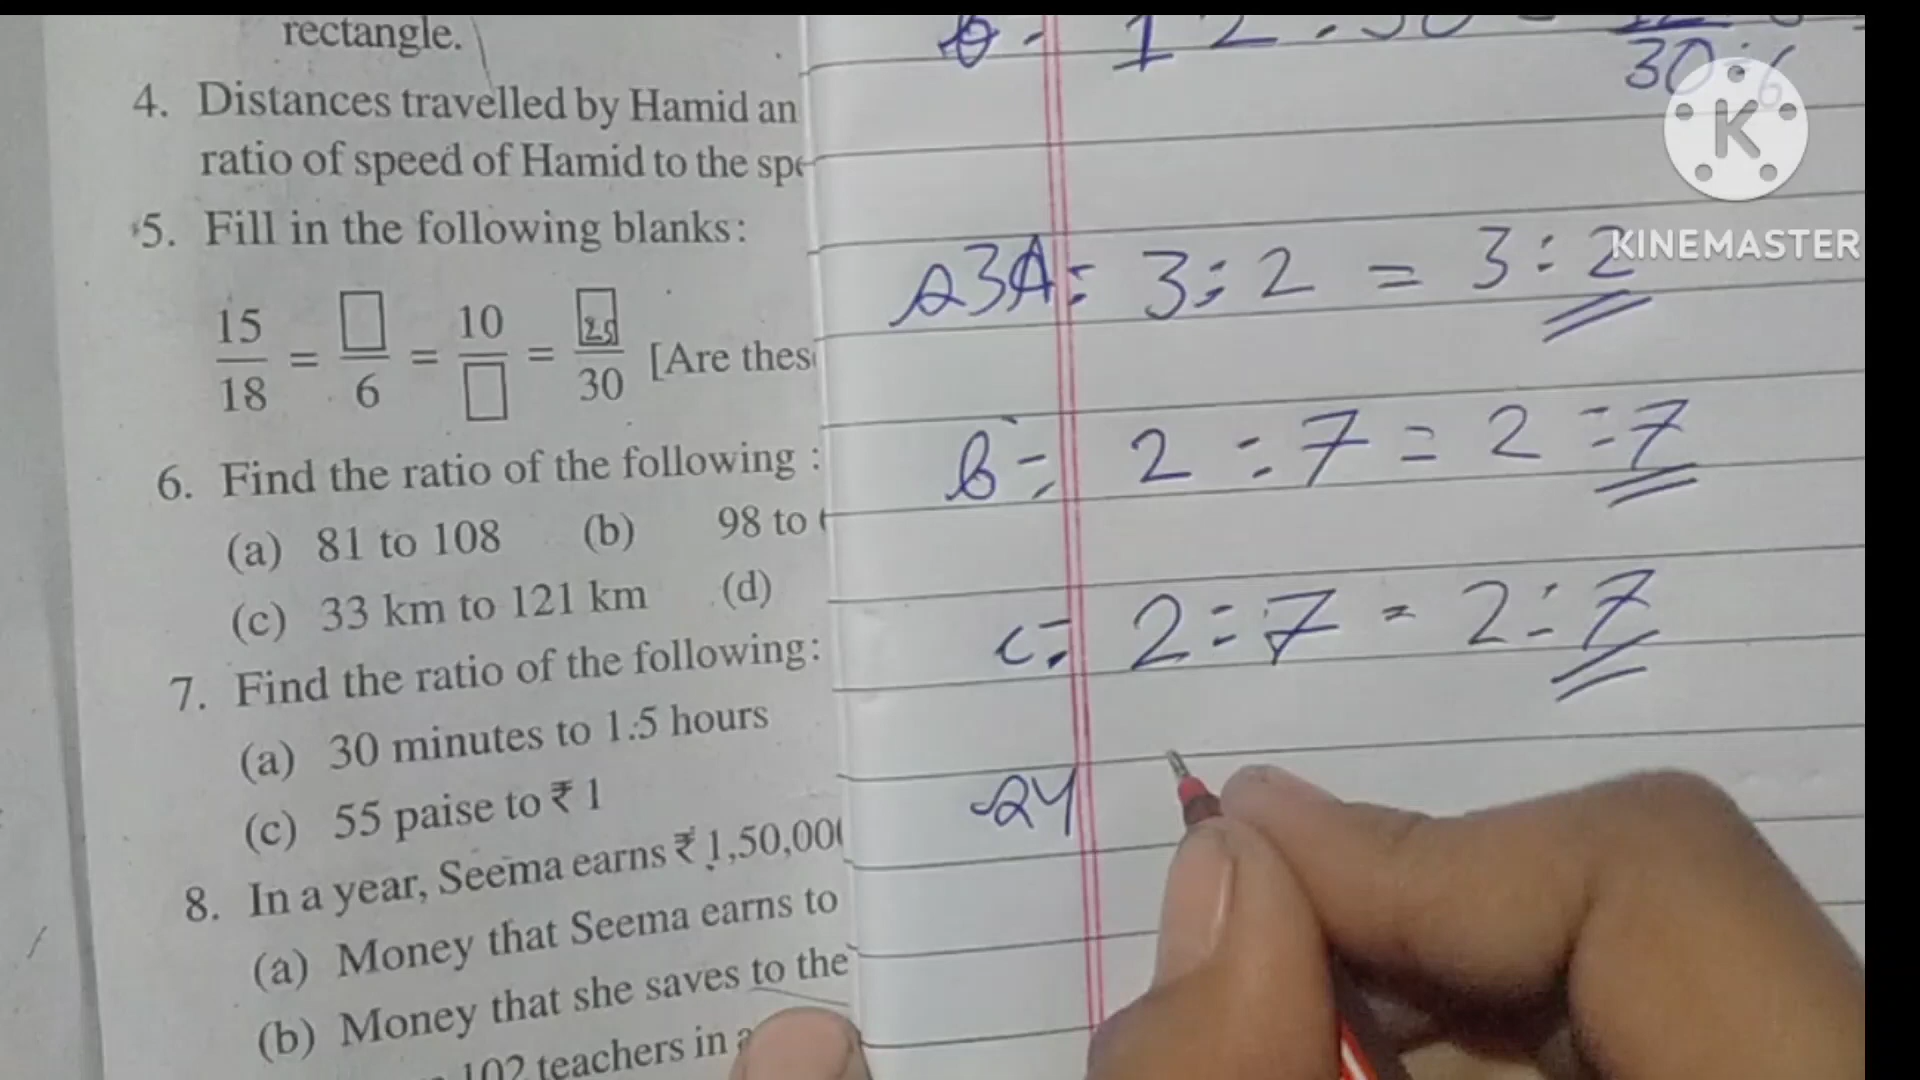 rectangle.
4. Distances travelled by Hamid an
ratio of speed of Hamid to the spe
5. Fill in the following blanks:
15/18 = □/6 = 10/□ = 25/30 [Are thes
6. Find the ratio of the following :
(a) 81 to 108 (b) 98 to
(c) 33 km to 121 km (d)
7. Find the ratio of the following:
(a) 30 minutes to 1.5 hours
(c) 55 paise to ₹ 1
8. In a year, Seema earns ₹ 1,50,000
(a) Money that Seema earns to
(b) Money that she saves to the
102 teachers in a
30 ÷ 6
Q3A= 3:2 = 3:2
B= 2:7 = 2:7
C= 2:7 = 2:7
K
KINEMASTER